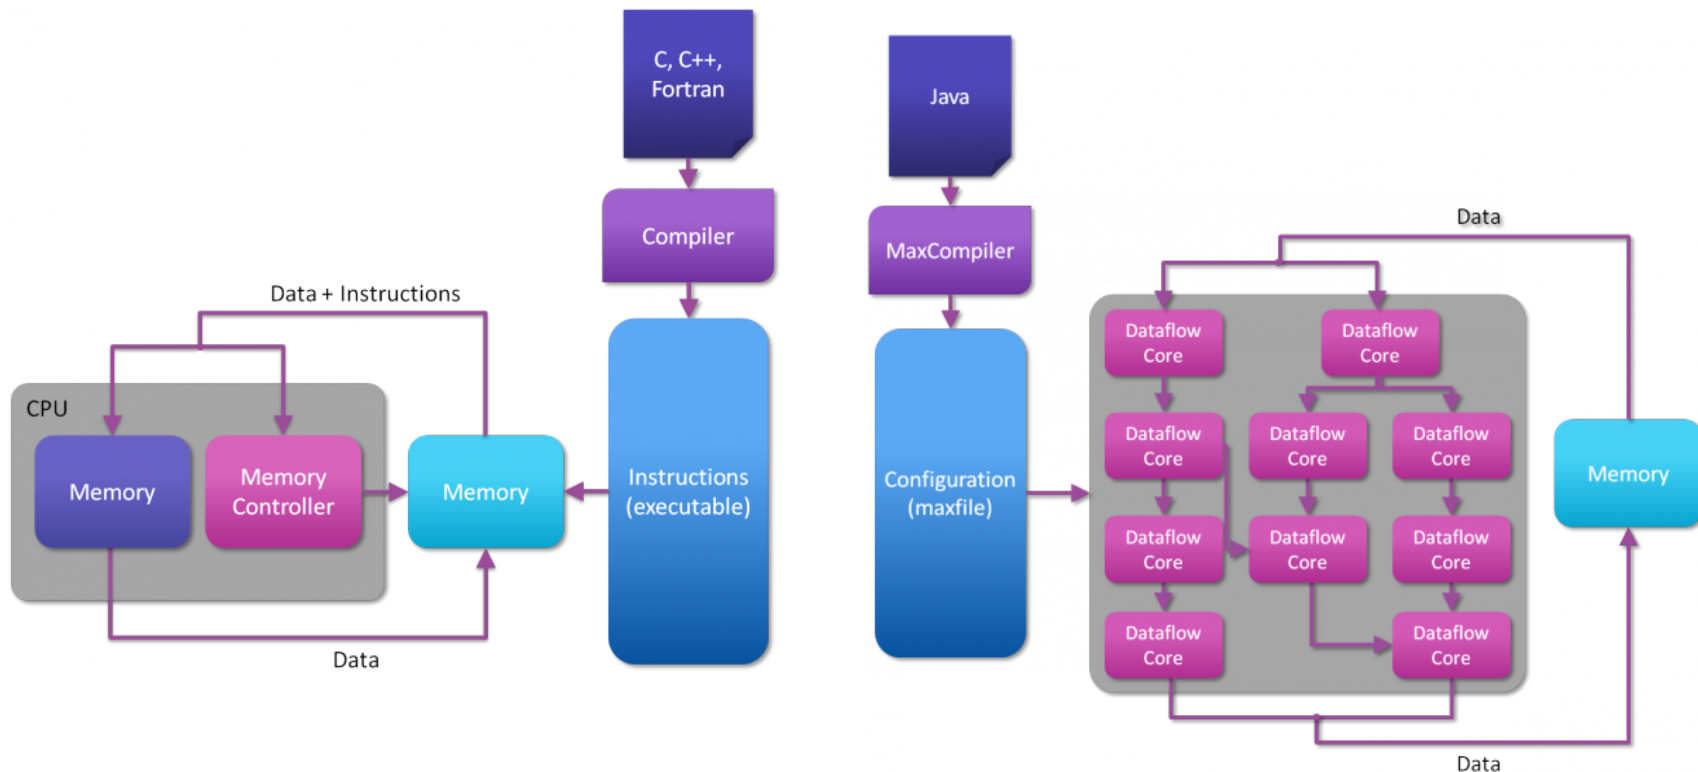 C, C++,
Fortran
Compiler
Data + Instructions
CPU
Memory
Memory
Controller
Memory
Instructions
(executable)
Data
Java
MaxCompiler
Configuration
(maxfile)
Data
Dataflow
Core
Dataflow
Core
Dataflow
Core
Dataflow
Core
Dataflow
Core
Dataflow
Core
Dataflow
Core
Dataflow
Core
Dataflow
Core
Dataflow
Core
Memory
Data